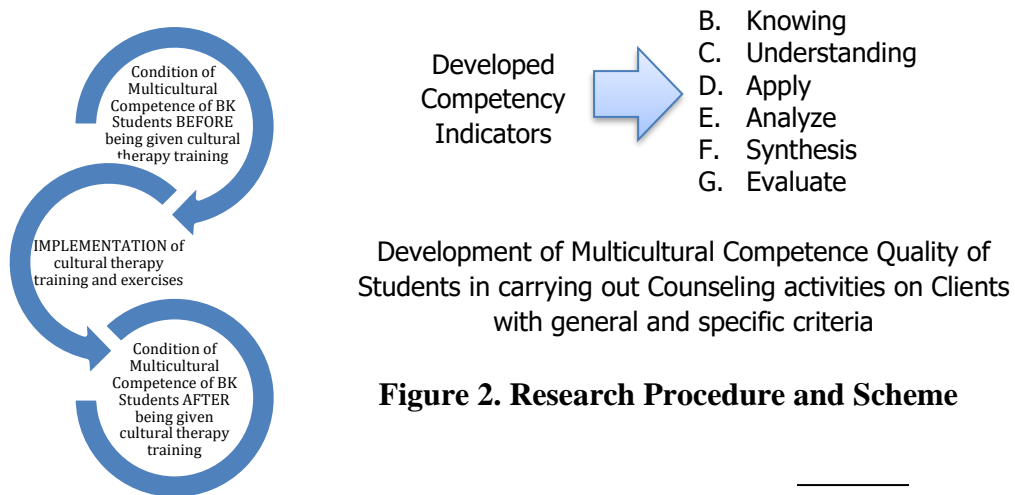 Condition of
Multicultural
Competence of BK
Students BEFORE
being given cultural
therapy training
IMPLEMENTATION of
cultural therapy
training and exercises
Condition of
Multicultural
Competence of BK
Students AFTER
being given
cultural therapy
training
Developed
Competency
Indicators
B. Knowing
C. Understanding
D. Apply
E. Analyze
F. Synthesis
G. Evaluate
Development of Multicultural Competence Quality of
Students in carrying out Counseling activities on Clients
with general and specific criteria
Figure 2. Research Procedure and Scheme